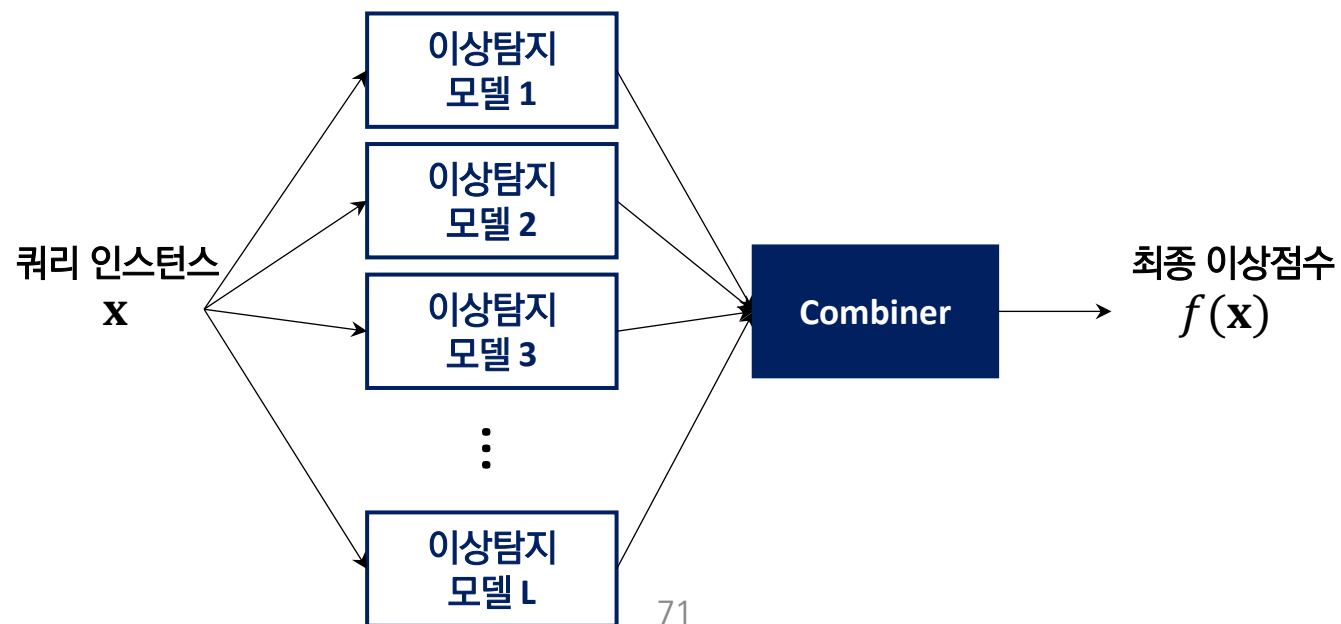 이상탐지
모델 1
이상탐지
모델 2
쿼리 인스턴스
x
이상탐지
모델 3
⋮
이상탐지
모델 L
Combiner
최종 이상점수
f(x)
71